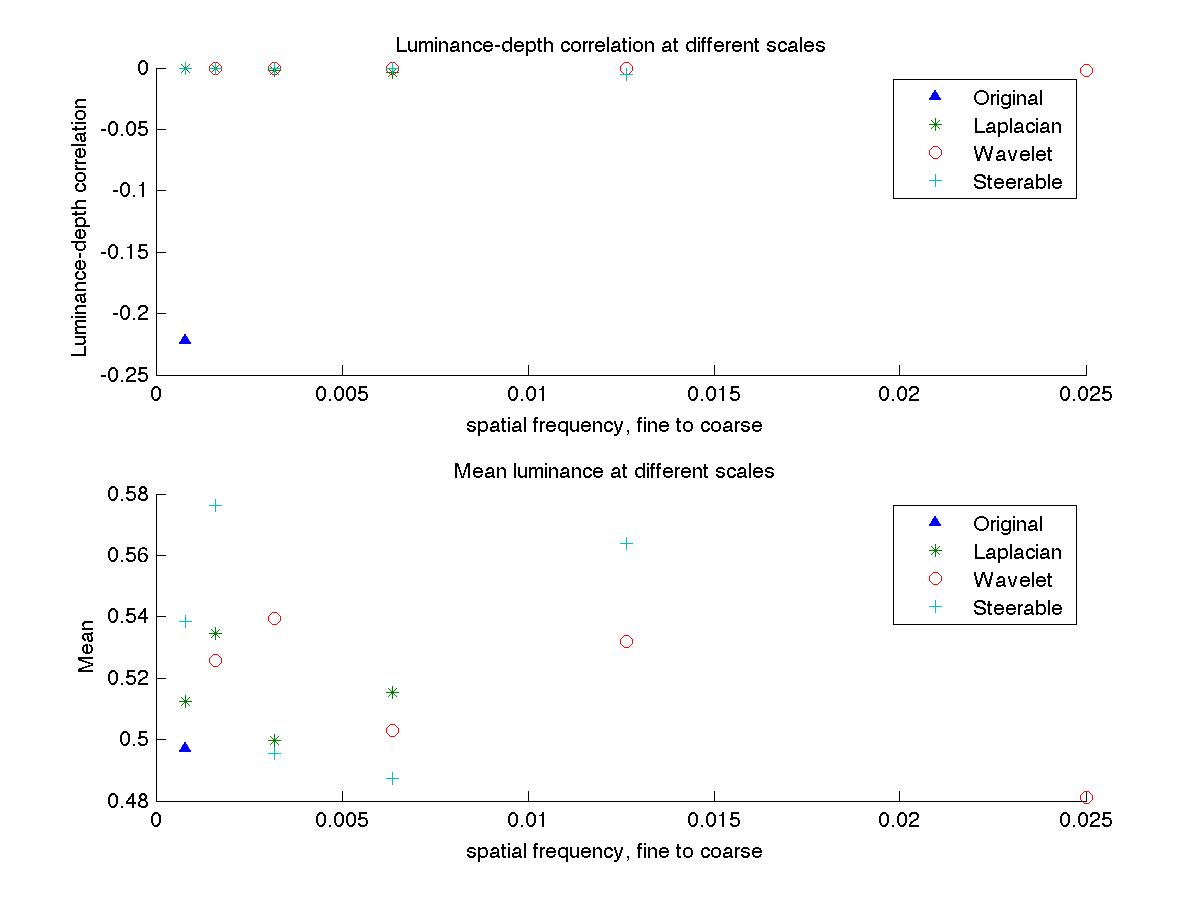 Luminance-depth correlation at different scales
0
-0.05
-0.1
-0.15
-0.2
-0.25
Luminance-depth correlation
Original
Laplacian
Wavelet
Steerable
0 0.005 0.01 0.015 0.02 0.025
spatial frequency, fine to coarse
Mean luminance at different scales
0.58
0.56
0.54
0.52
0.5
0.48
Mean
Original
Laplacian
Wavelet
Steerable
0 0.005 0.01 0.015 0.02 0.025
spatial frequency, fine to coarse